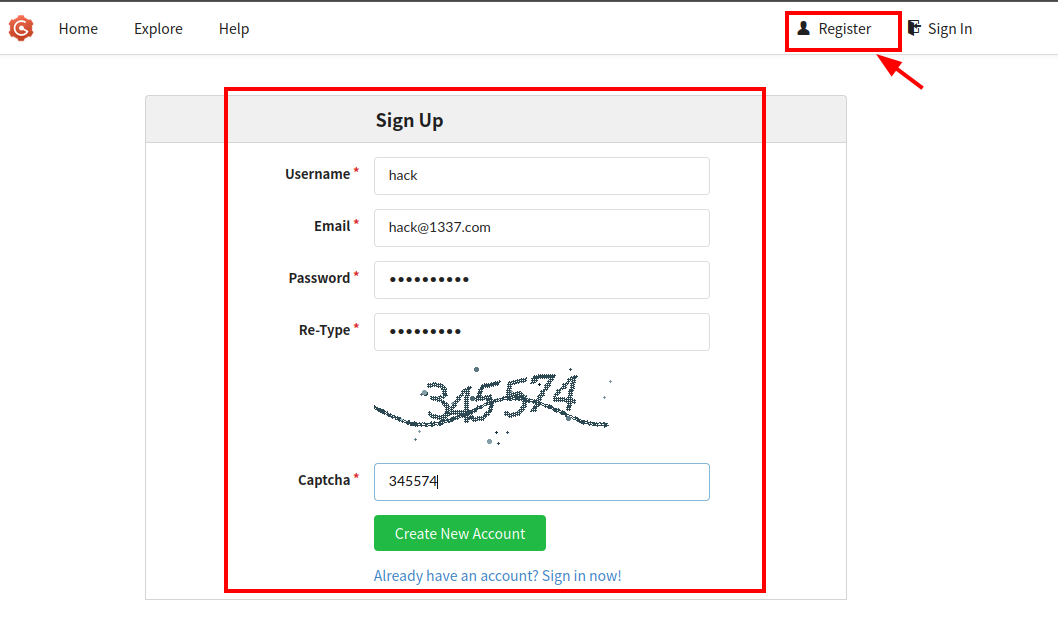 Home Explore Help Register Sign In
Sign Up
Username * hack
Email * hack@1337.com
Password * ••••••••••
Re-Type * •••••••••
345574
Captcha * 345574
Create New Account
Already have an account? Sign in now!